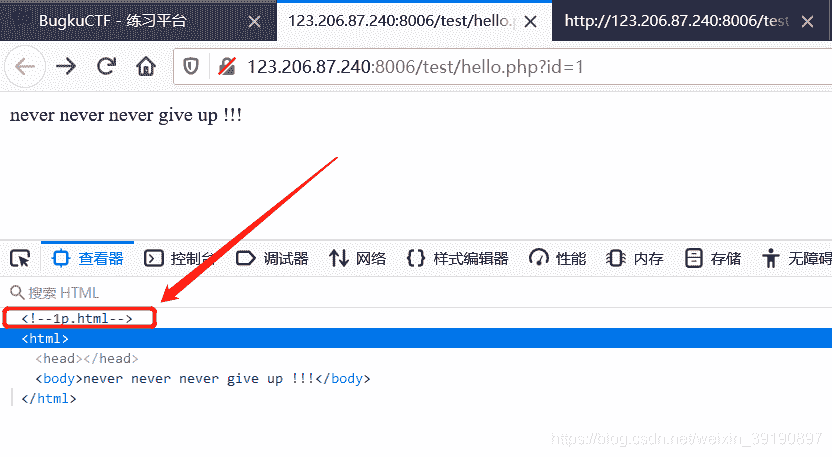 BugkuCTF - 练习平台
123.206.87.240:8006/test/hello.p
http://123.206.87.240:8006/test
123.206.87.240:8006/test/hello.php?id=1
never never never give up !!!
查看器 控制台 调试器 网络 样式编辑器 性能 内存 存储 无障碍
搜索 HTML
<!--1p.html-->
<html>
<head></head>
<body>never never never give up !!!</body>
</html>
https://blog.csdn.net/weixin_39190897